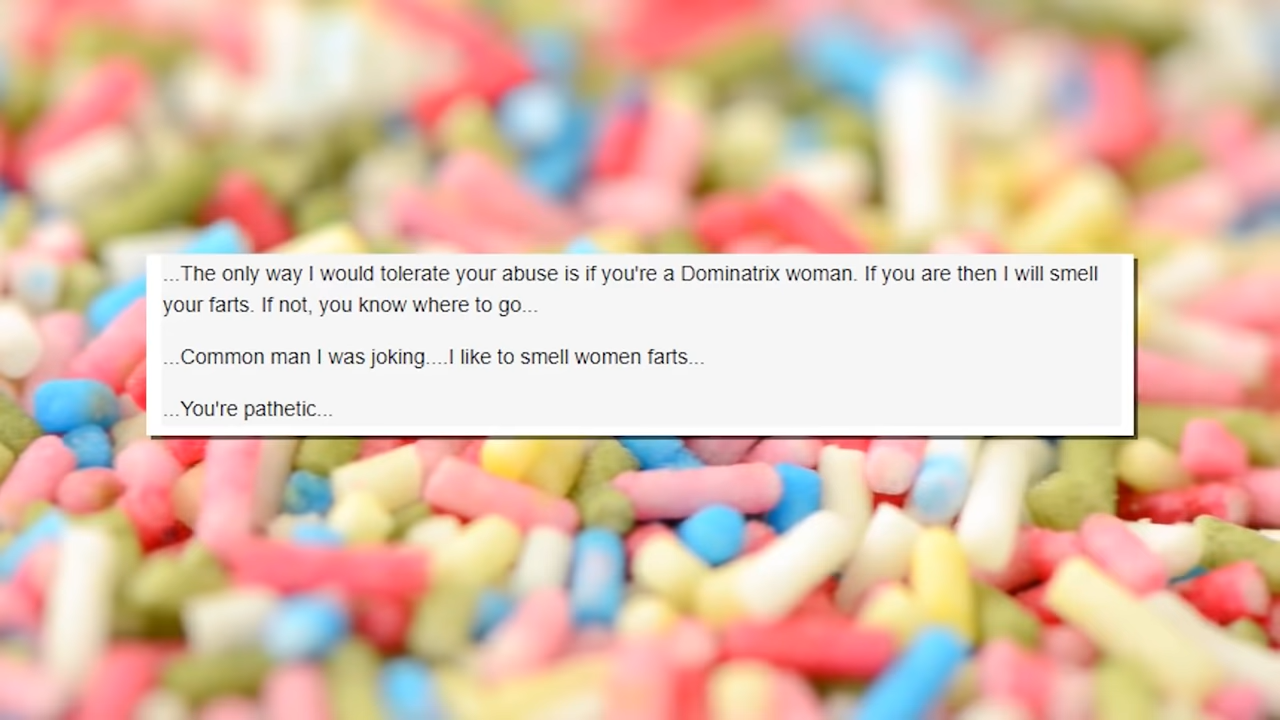 ...The only way I would tolerate your abuse is if you're a Dominatrix woman. If you are then I will smell
your farts. If not, you know where to go...
...Common man I was joking....I like to smell women farts...
...You're pathetic...